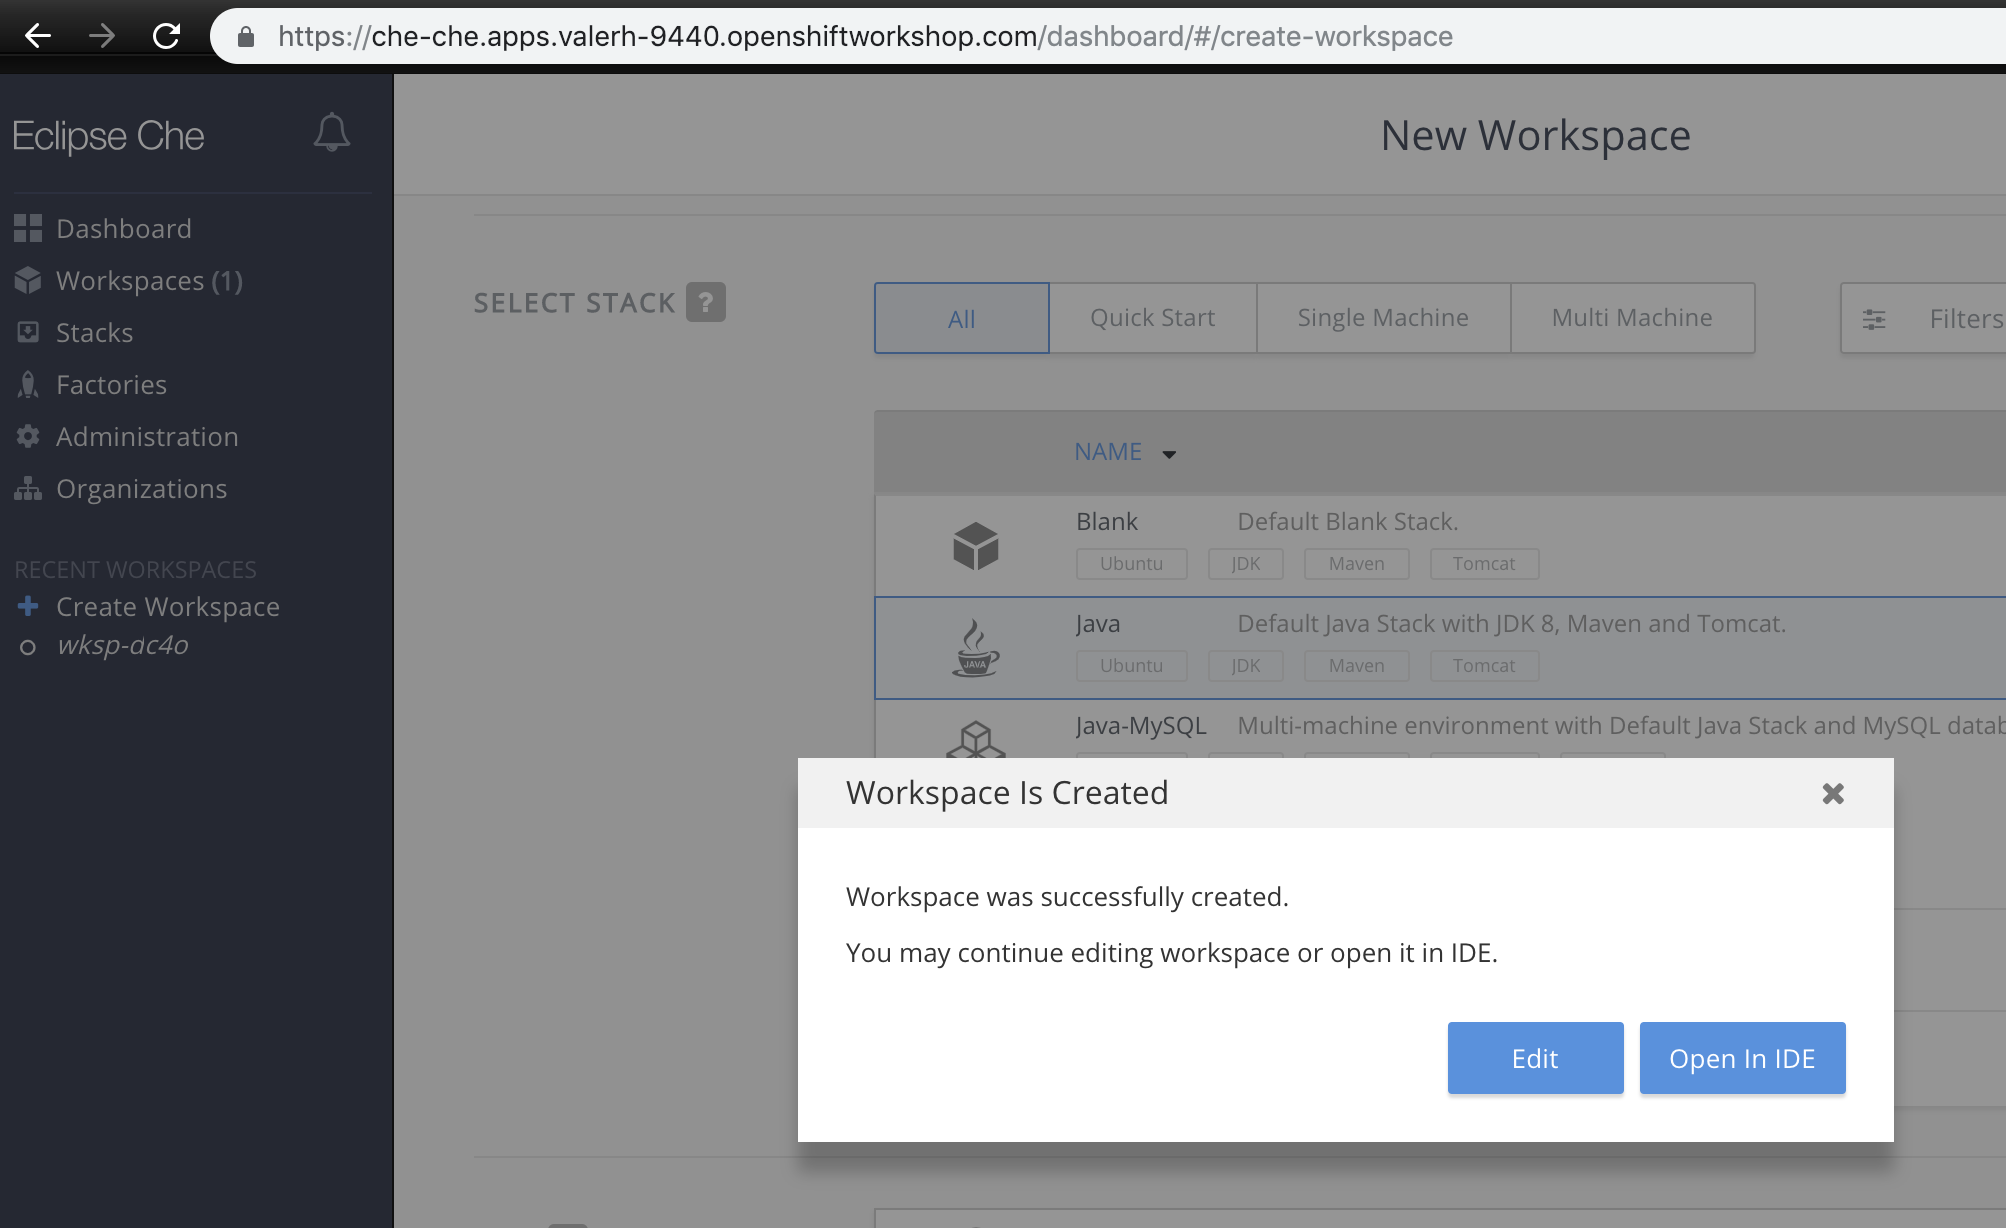 https://che-che.apps.valerh-9440.openshiftworkshop.com/dashboard/#/create-workspace
Eclipse Che
Dashboard
Workspaces (1)
Stacks
Factories
Administration
Organizations
RECENT WORKSPACES
Create Workspace
wksp-dc4o
New Workspace
SELECT STACK ?
All Quick Start Single Machine Multi Machine Filters
NAME
Blank Default Blank Stack.
Ubuntu JDK Maven Tomcat
JAVA
Java Default Java Stack with JDK 8, Maven and Tomcat.
Ubuntu JDK Maven Tomcat
Java-MySQL Multi-machine environment with Default Java Stack and MySQL datab
Workspace Is Created
Workspace was successfully created.
You may continue editing workspace or open it in IDE.
Edit Open In IDE